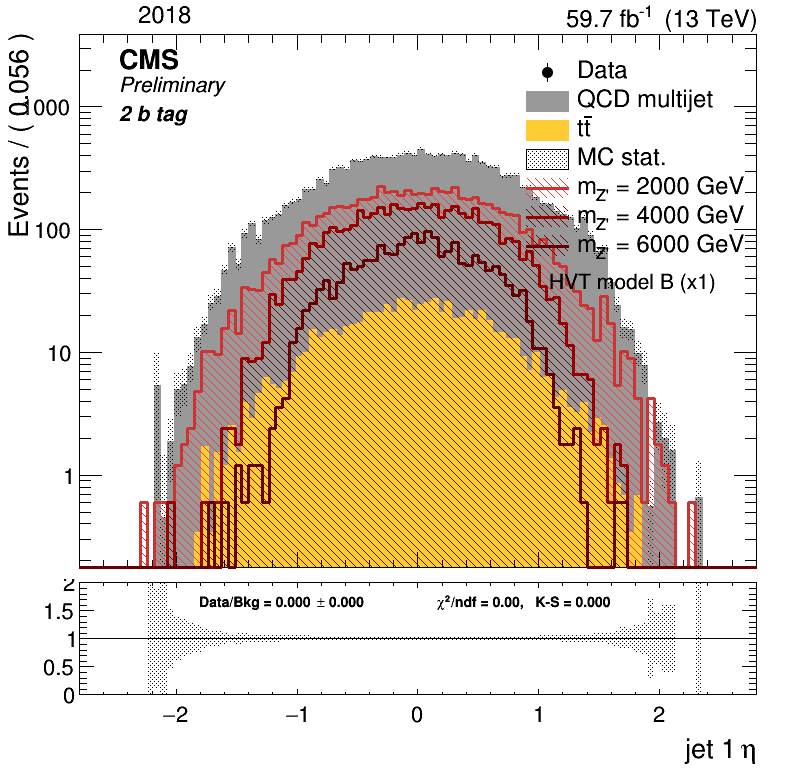 2018
59.7 fb⁻¹ (13 TeV)
CMS
Preliminary
2 b tag
Events / ( 0.056 )
Data
QCD multijet
tt̄
MC stat.
m_Z' = 2000 GeV
m_Z' = 4000 GeV
m_Z' = 6000 GeV
HVT model B (x1)
000
100
10
1
Data/Bkg = 0.000 ± 0.000
χ²/ndf = 0.00, K-S = 0.000
2
1.5
1
0.5
0
−2 −1 0 1 2
jet 1 η